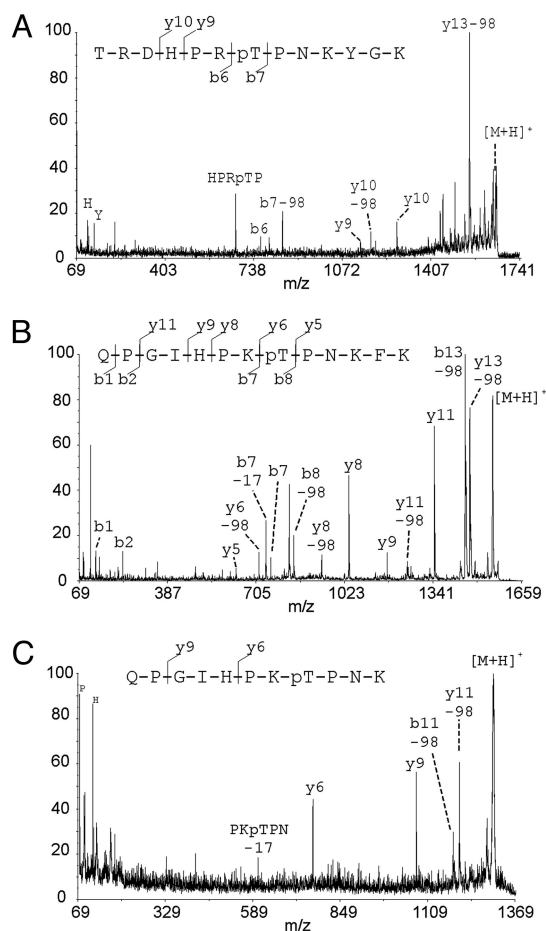 A
y10 y9
T-R-D-H-P-R-pT-P-N-K-Y-G-K
b6 b7
y13-98
[M+H]+
100
80
60
40
20
0
H
Y
HPRpTP
b6
b7-98
y9
y10
-98
y10
69 403 738 1072 1407 1741
m/z
B
y11 y9 y8 y6 y5
Q-P-G-I-H-P-K-pT-P-N-K-F-K
b1 b2 b7 b8
b13
-98
y13
-98
[M+H]+
100
80
60
40
20
0
b1
b2
y5
y6
-98
b7
-17
b7
b8
-98
y8
-98
y8
y9
y11
-98
y11
69 387 705 1023 1341 1659
m/z
C
y9 y6
Q-P-G-I-H-P-K-pT-P-N-K
[M+H]+
100
80
60
40
20
0
P
H
PKpTPN
-17
y6
y9
b11
-98
y11
-98
69 329 589 849 1109 1369
m/z